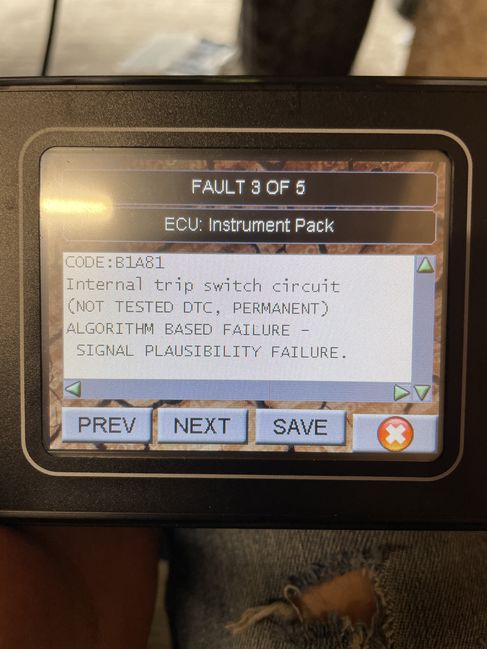 FAULT 3 OF 5
ECU: Instrument Pack
CODE:B1A81
Internal trip switch circuit
(NOT TESTED DTC, PERMANENT)
ALGORITHM BASED FAILURE -
SIGNAL PLAUSIBILITY FAILURE.
PREV NEXT SAVE